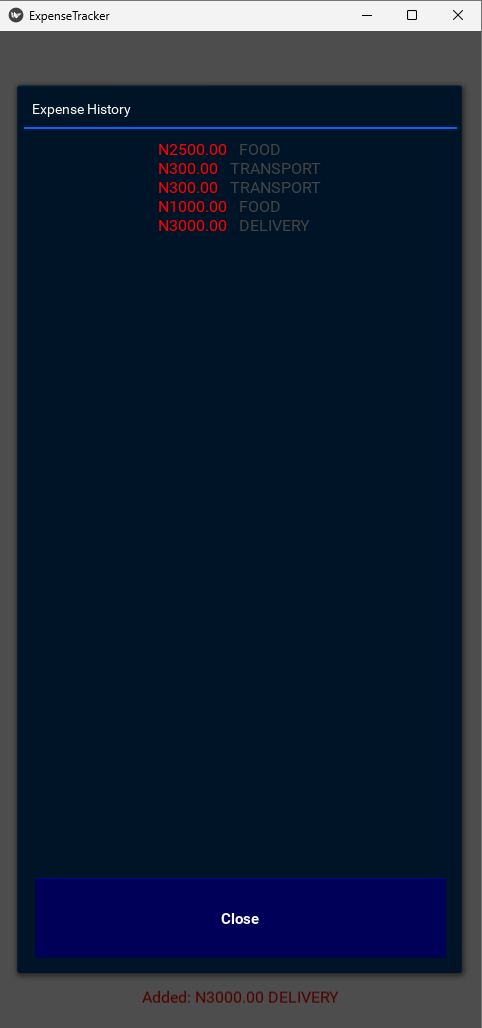 ExpenseTracker
Expense History
N2500.00 FOOD
N300.00 TRANSPORT
N300.00 TRANSPORT
N1000.00 FOOD
N3000.00 DELIVERY
Close
Added: N3000.00 DELIVERY